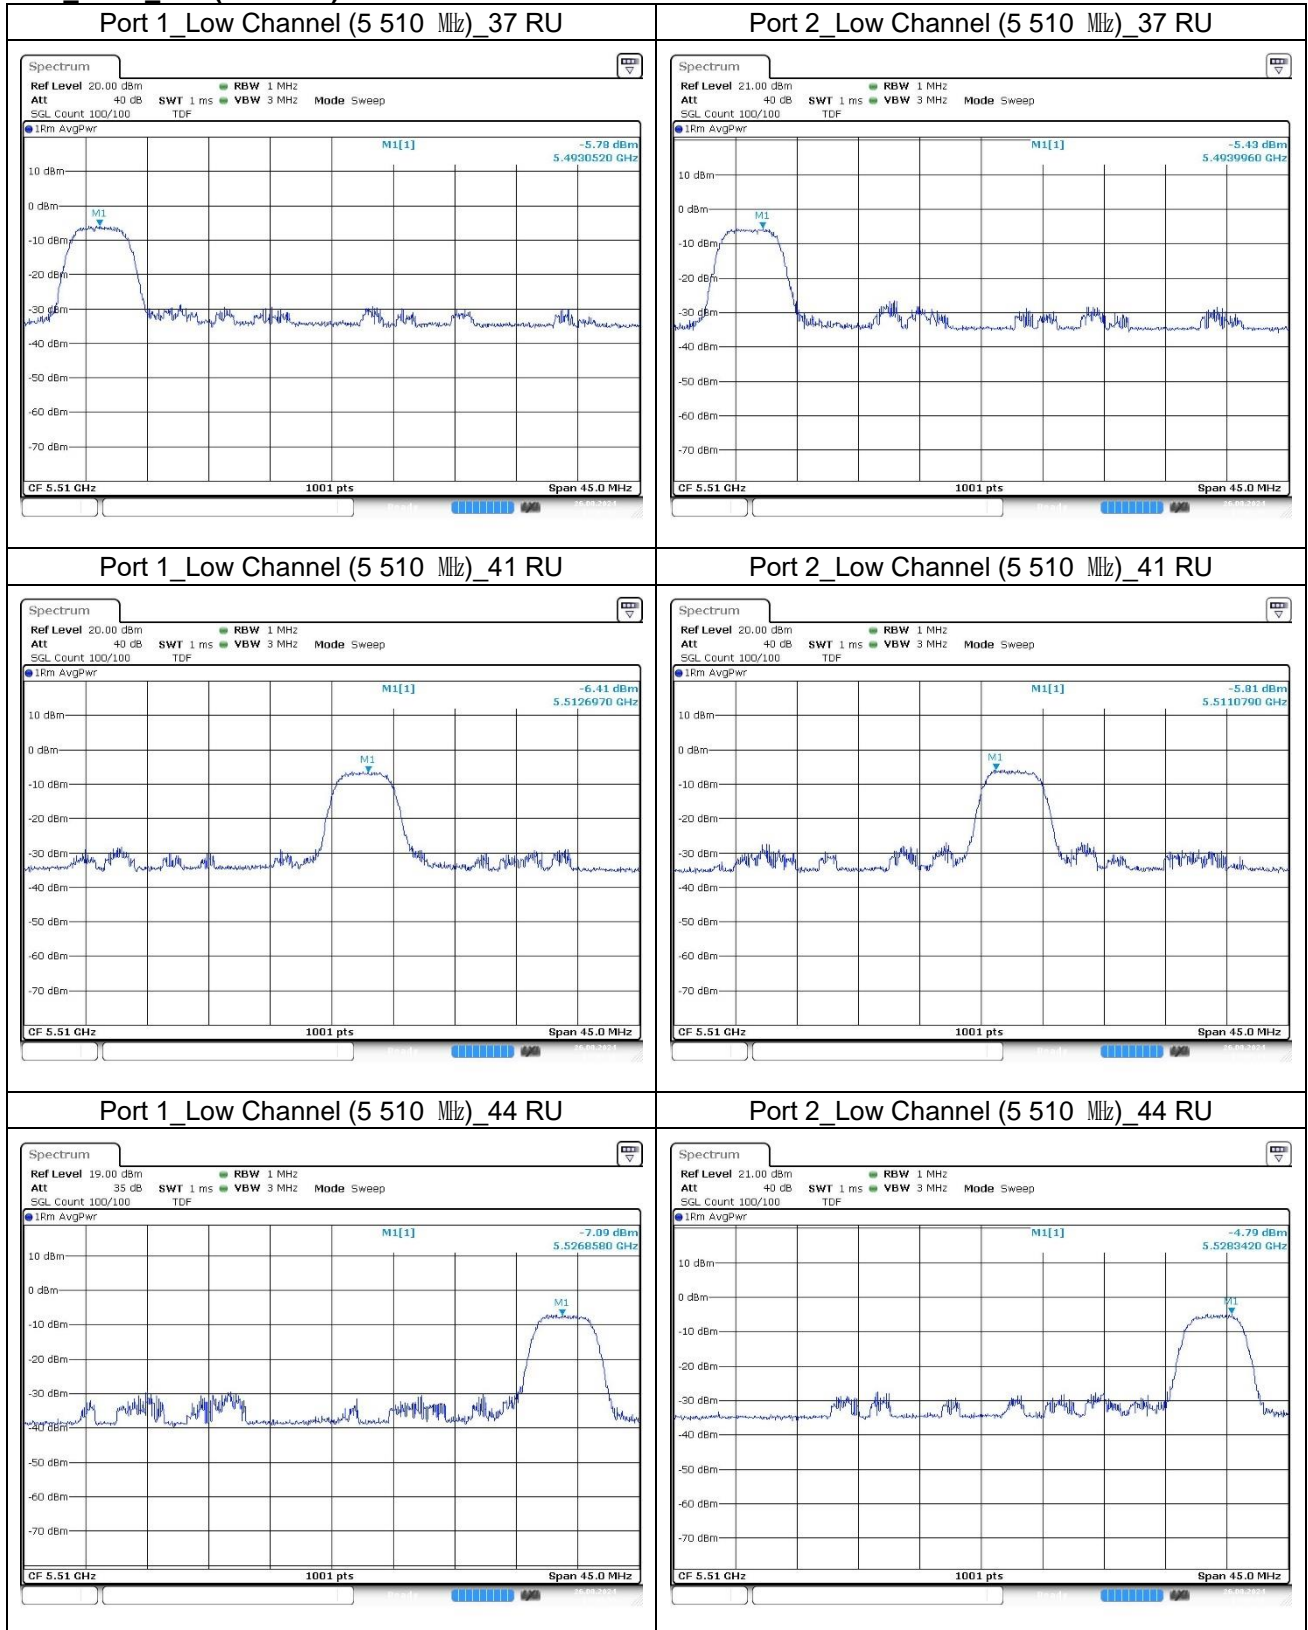 Port 1_Low Channel (5 510 ㎒)_37 RU
Port 2_Low Channel (5 510 ㎒)_37 RU
Spectrum
Ref Level 20.00 dBm RBW 1 MHz
Att 40 dB SWT 1 ms VBW 3 MHz Mode Sweep
SGL Count 100/100 TDF
1Rm AvgPwr
M1[1] -5.78 dBm
5.4930520 GHz
10 dBm
0 dBm
M1
-10 dBm
-20 dBm
-30 dBm
-40 dBm
-50 dBm
-60 dBm
-70 dBm
CF 5.51 GHz 1001 pts Span 45.0 MHz
Spectrum
Ref Level 21.00 dBm RBW 1 MHz
Att 40 dB SWT 1 ms VBW 3 MHz Mode Sweep
SGL Count 100/100 TDF
1Rm AvgPwr
M1[1] -5.43 dBm
5.4939960 GHz
10 dBm
0 dBm
M1
-10 dBm
-20 dBm
-30 dBm
-40 dBm
-50 dBm
-60 dBm
-70 dBm
CF 5.51 GHz 1001 pts Span 45.0 MHz
Port 1_Low Channel (5 510 ㎒)_41 RU
Port 2_Low Channel (5 510 ㎒)_41 RU
Spectrum
Ref Level 20.00 dBm RBW 1 MHz
Att 40 dB SWT 1 ms VBW 3 MHz Mode Sweep
SGL Count 100/100 TDF
1Rm AvgPwr
M1[1] -6.41 dBm
5.5126970 GHz
10 dBm
0 dBm
M1
-10 dBm
-20 dBm
-30 dBm
-40 dBm
-50 dBm
-60 dBm
-70 dBm
CF 5.51 GHz 1001 pts Span 45.0 MHz
Spectrum
Ref Level 20.00 dBm RBW 1 MHz
Att 40 dB SWT 1 ms VBW 3 MHz Mode Sweep
SGL Count 100/100 TDF
1Rm AvgPwr
M1[1] -5.81 dBm
5.5110790 GHz
10 dBm
0 dBm
M1
-10 dBm
-20 dBm
-30 dBm
-40 dBm
-50 dBm
-60 dBm
-70 dBm
CF 5.51 GHz 1001 pts Span 45.0 MHz
Port 1_Low Channel (5 510 ㎒)_44 RU
Port 2_Low Channel (5 510 ㎒)_44 RU
Spectrum
Ref Level 19.00 dBm RBW 1 MHz
Att 35 dB SWT 1 ms VBW 3 MHz Mode Sweep
SGL Count 100/100 TDF
1Rm AvgPwr
M1[1] -7.09 dBm
5.5268580 GHz
10 dBm
0 dBm
M1
-10 dBm
-20 dBm
-30 dBm
-40 dBm
-50 dBm
-60 dBm
-70 dBm
CF 5.51 GHz 1001 pts Span 45.0 MHz
Spectrum
Ref Level 21.00 dBm RBW 1 MHz
Att 40 dB SWT 1 ms VBW 3 MHz Mode Sweep
SGL Count 100/100 TDF
1Rm AvgPwr
M1[1] -4.79 dBm
5.5283420 GHz
10 dBm
0 dBm
M1
-10 dBm
-20 dBm
-30 dBm
-40 dBm
-50 dBm
-60 dBm
-70 dBm
CF 5.51 GHz 1001 pts Span 45.0 MHz